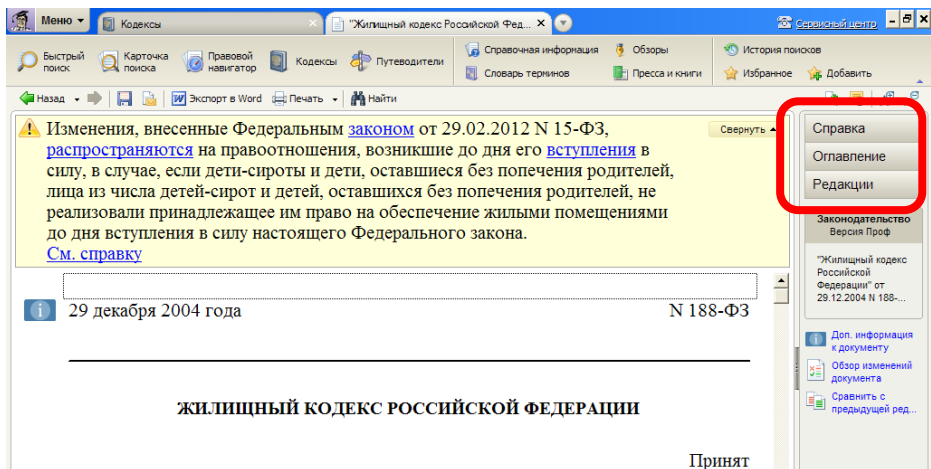 Меню
Кодексы
"Жилищный кодекс Российской Фед...
Сервисный центр
Быстрый поиск
Карточка поиска
Правовой навигатор
Кодексы
Путеводители
Справочная информация
Словарь терминов
Обзоры
Пресса и книги
История поисков
Избранное
Добавить
Назад
Экспорт в Word
Печать
Найти
Изменения, внесенные Федеральным законом от 29.02.2012 N 15-ФЗ,
распространяются на правоотношения, возникшие до дня его вступления в
силу, в случае, если дети-сироты и дети, оставшиеся без попечения родителей,
лица из числа детей-сирот и детей, оставшихся без попечения родителей, не
реализовали принадлежащее им право на обеспечение жилыми помещениями
до дня вступления в силу настоящего Федерального закона.
См. справку
Свернуть
29 декабря 2004 года N 188-ФЗ
ЖИЛИЩНЫЙ КОДЕКС РОССИЙСКОЙ ФЕДЕРАЦИИ
Принят
Справка
Оглавление
Редакции
Законодательство
Версия Проф
"Жилищный кодекс
Российской
Федерации" от
29.12.2004 N 188-...
Доп. информация
к документу
Обзор изменений
документа
Сравнить с
предыдущей ред...